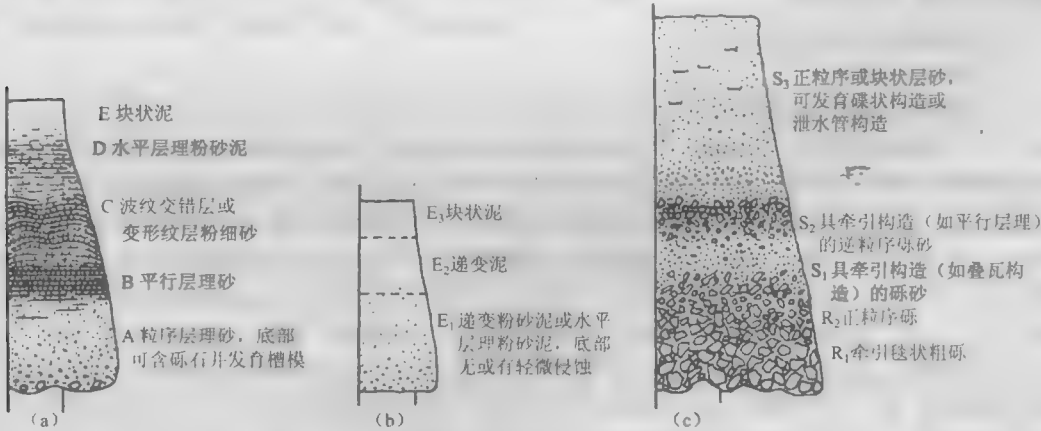 E 块状泥
D 水平层理粉砂泥
C 波纹交错层或
变形纹层粉细砂
B 平行层理砂
A 粒序层理砂，底部
可含砾石并发育槽模
(a)
E₃块状泥
E₂递变泥
E₁递变粉砂泥或水平
层理粉砂泥，底部
无或有轻微侵蚀
(b)
S₃ 正粒序或块状层砂，
可发育碟状构造或
泄水管构造
S₂ 具牵引构造（如平行层理）
的逆粒序砾砂
S₁具牵引构造（如叠瓦构
造）的砾砂
R₂正粒序砾
R₁牵引毯状粗砾
(c)